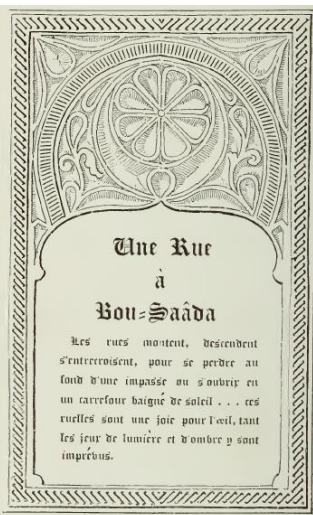 Une Rue
à
Bou=Saâda
Les rues montent, descendent
s'entrecroisent, pour se perdre au
fond d'une impasse ou s'ouvrir en
un carrefour baigné de soleil . . . ces
ruelles sont une joie pour l'œil, tant
les jeux de lumière et d'ombre y sont
imprévus.